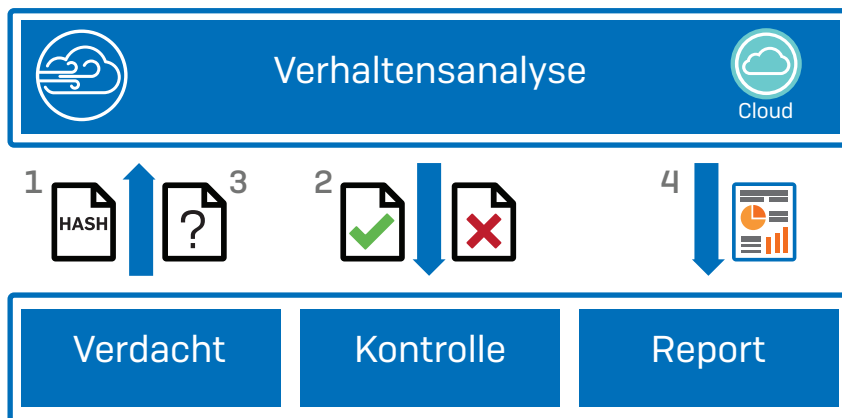 Verhaltensanalyse
Cloud
1
HASH
?
3
2
4
Verdacht
Kontrolle
Report